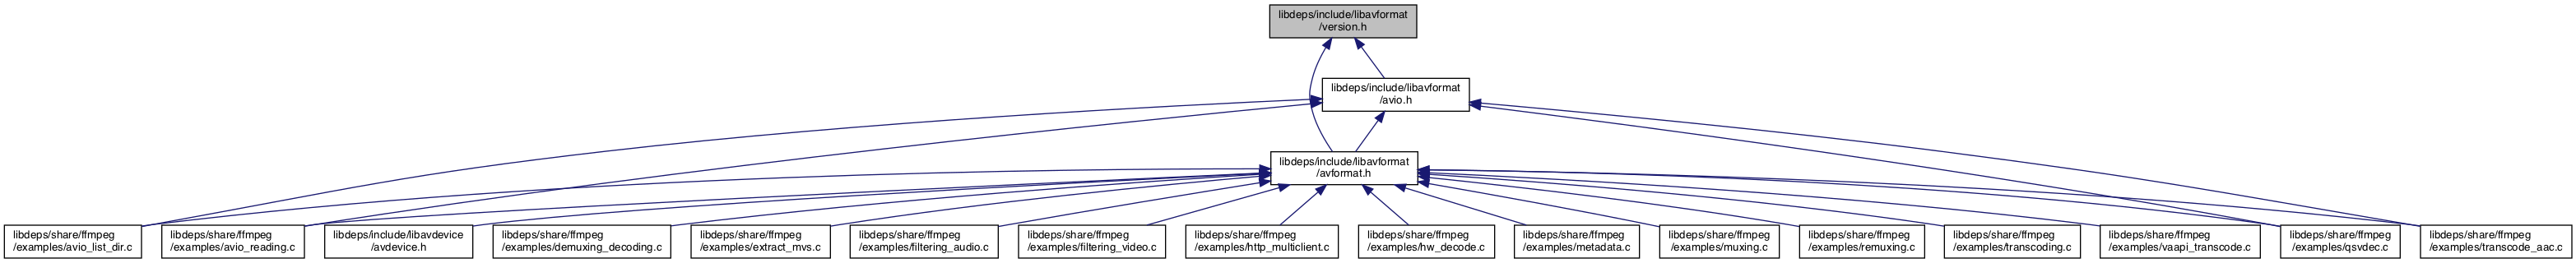 libdeps/include/libavformat
/version.h
libdeps/include/libavformat
/avio.h
libdeps/include/libavformat
/avformat.h
libdeps/share/ffmpeg
/examples/avio_list_dir.c
libdeps/share/ffmpeg
/examples/avio_reading.c
libdeps/include/libavdevice
/avdevice.h
libdeps/share/ffmpeg
/examples/demuxing_decoding.c
libdeps/share/ffmpeg
/examples/extract_mvs.c
libdeps/share/ffmpeg
/examples/filtering_audio.c
libdeps/share/ffmpeg
/examples/filtering_video.c
libdeps/share/ffmpeg
/examples/http_multiclient.c
libdeps/share/ffmpeg
/examples/hw_decode.c
libdeps/share/ffmpeg
/examples/metadata.c
libdeps/share/ffmpeg
/examples/muxing.c
libdeps/share/ffmpeg
/examples/remuxing.c
libdeps/share/ffmpeg
/examples/transcoding.c
libdeps/share/ffmpeg
/examples/vaapi_transcode.c
libdeps/share/ffmpeg
/examples/qsvdec.c
libdeps/share/ffmpeg
/examples/transcode_aac.c